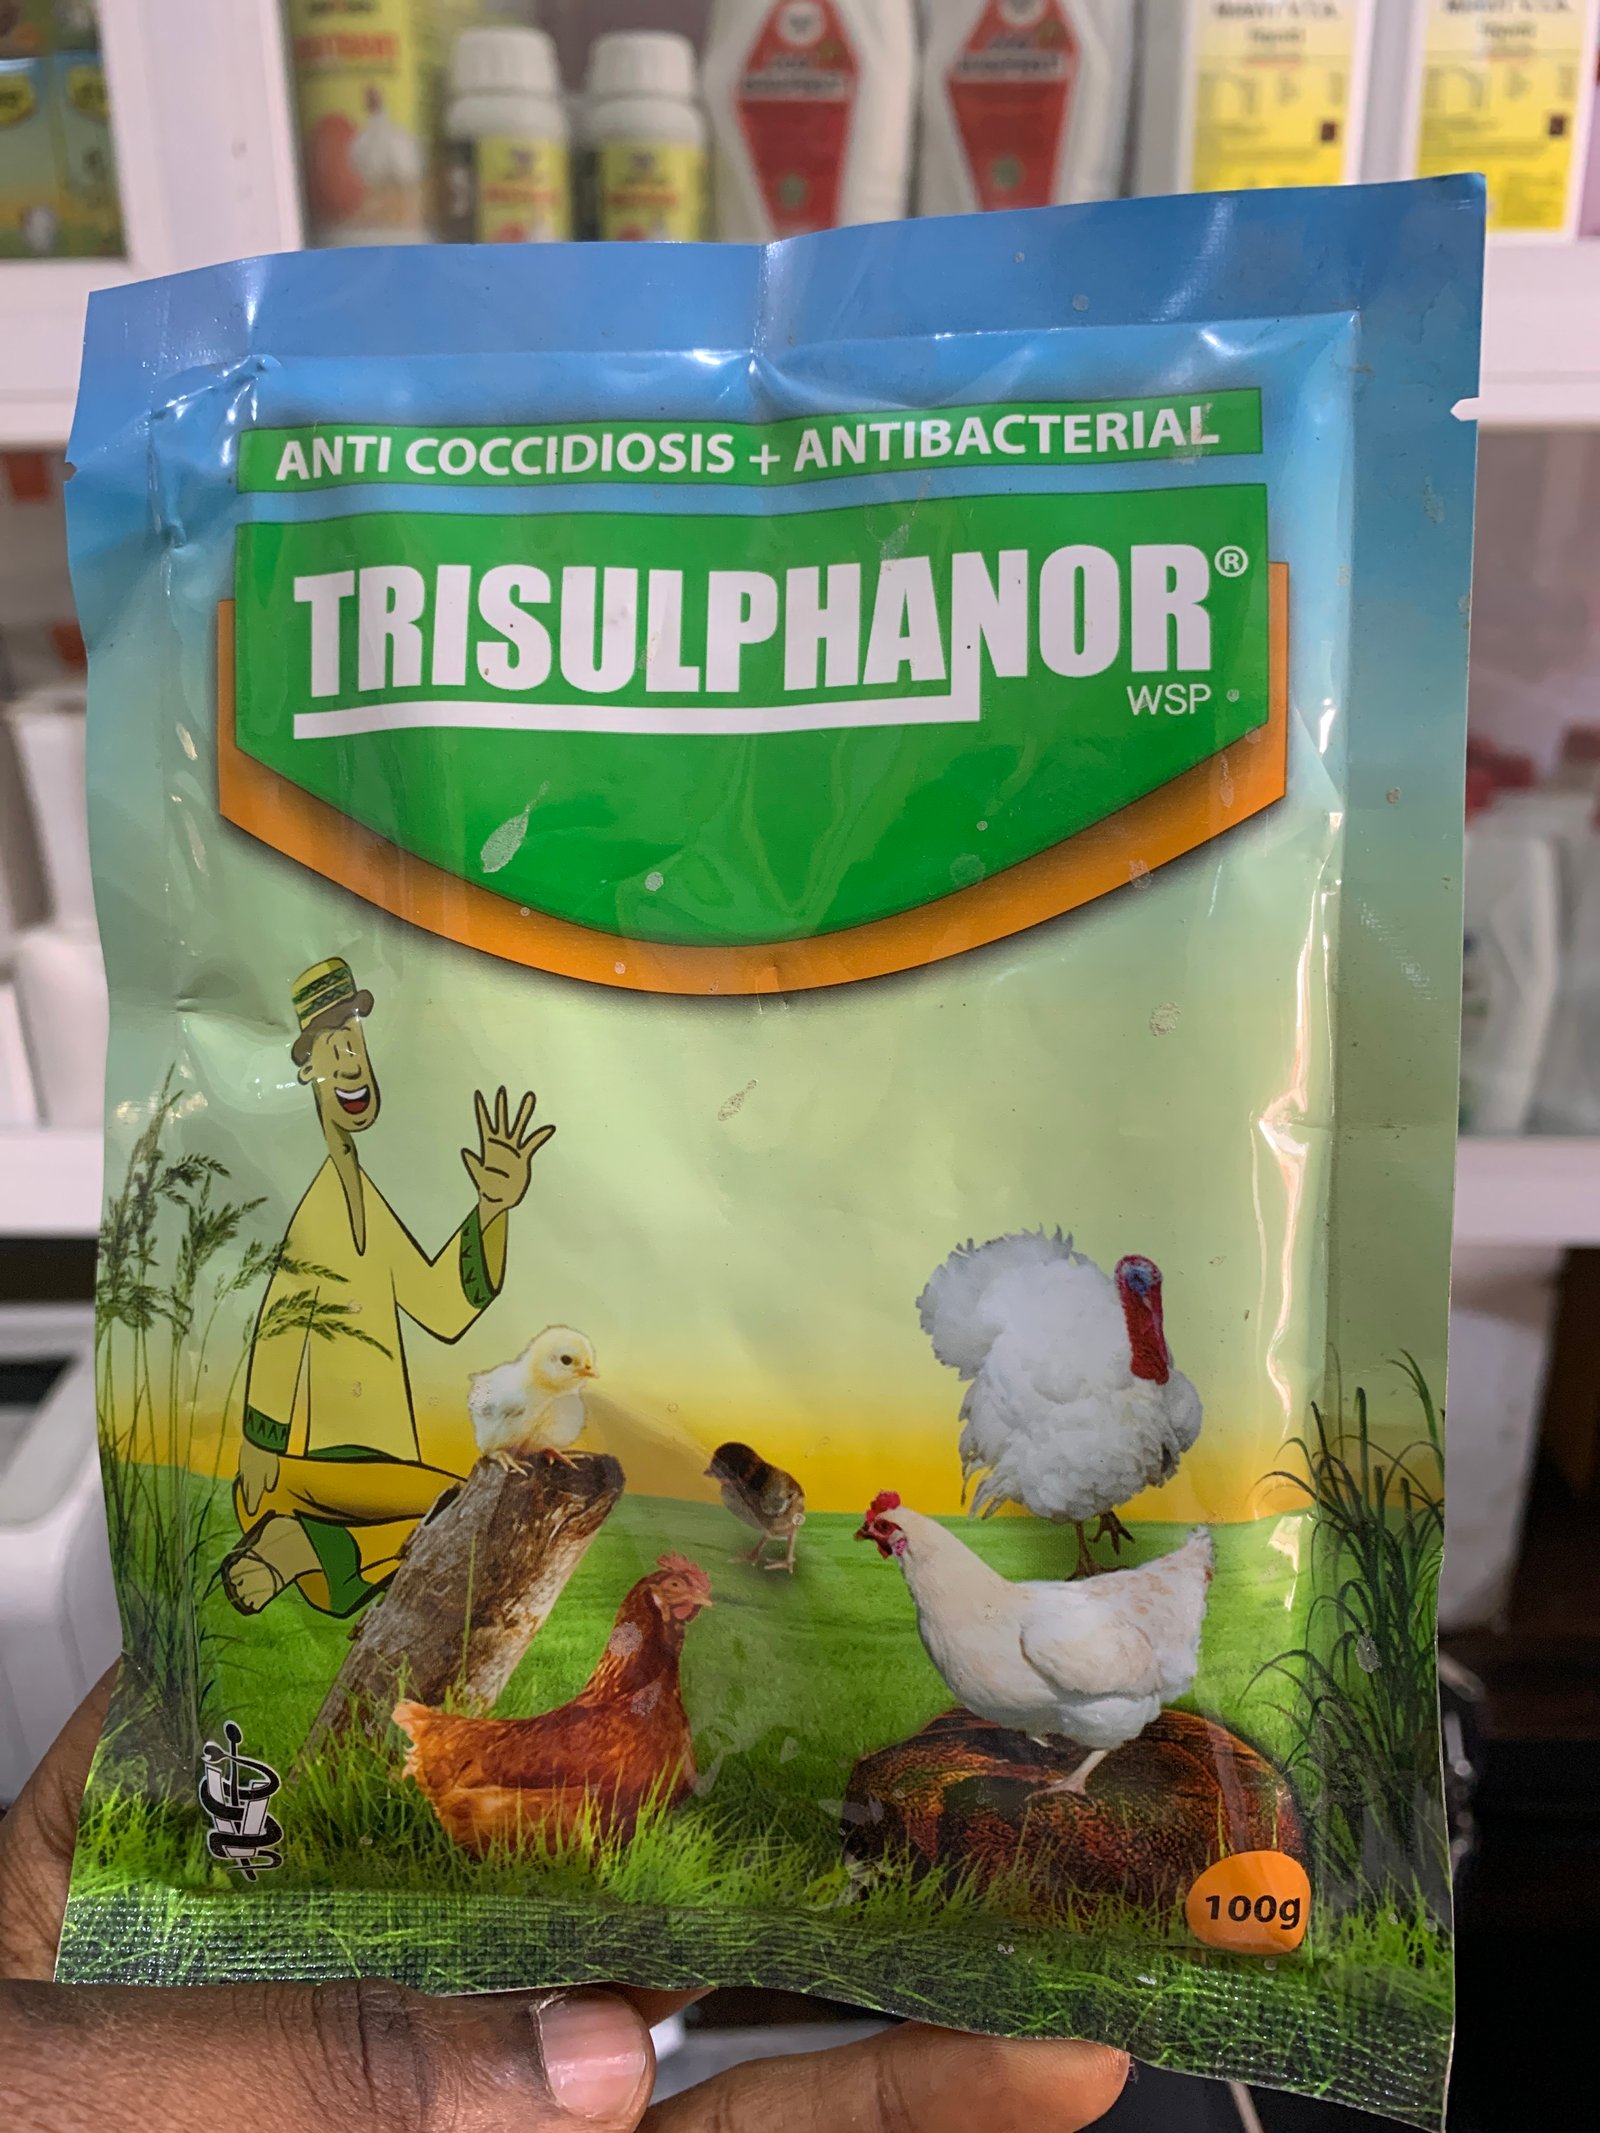 ANTI COCCIDIOSIS + ANTIBACTERIAL
TRISULPHANOR®
WSP
100g